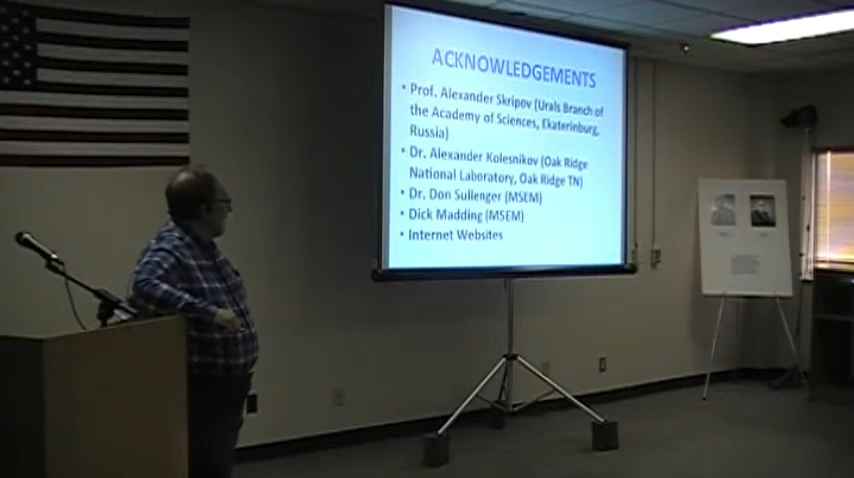 ACKNOWLEDGEMENTS
• Prof. Alexander Skripov (Urals Branch of
the Academy of Sciences, Ekaterinburg,
Russia)
• Dr. Alexander Kolesnikov (Oak Ridge
National Laboratory, Oak Ridge TN)
• Dr. Don Sullenger (MSEM)
• Dick Madding (MSEM)
• Internet Websites